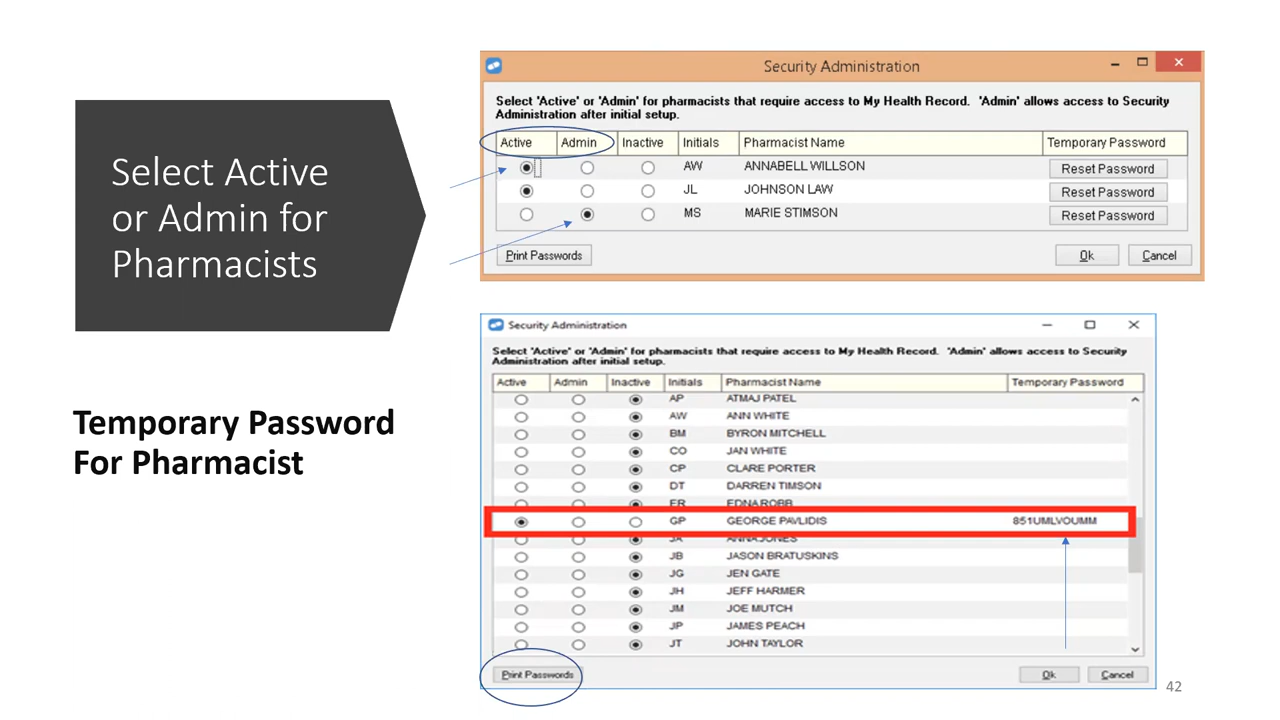 Select Active
or Admin for
Pharmacists
Temporary Password
For Pharmacist
Security Administration
Select 'Active' or 'Admin' for pharmacists that require access to My Health Record. 'Admin' allows access to Security
Administration after initial setup.
Active Admin Inactive Initials Pharmacist Name Temporary Password
AW ANNABELL WILLSON Reset Password
JL JOHNSON LAW Reset Password
MS MARIE STIMSON Reset Password
Print Passwords Ok Cancel
Security Administration
Select 'Active' or 'Admin' for pharmacists that require access to My Health Record. 'Admin' allows access to Security
Administration after initial setup.
Active Admin Inactive Initials Pharmacist Name Temporary Password
AP ATMAJ PATEL
AW ANN WHITE
BM BYRON MITCHELL
CO JAN WHITE
CP CLARE PORTER
DT DARREN TIMSON
ER EDNA ROBB
GP GEORGE PAVLIDIS 851UMLVOUMM
JA ANNA JONES
JB JASON BRATUSKINS
JG JEN GATE
JH JEFF HARMER
JM JOE MUTCH
JP JAMES PEACH
JT JOHN TAYLOR
Print Passwords Ok Cancel
42